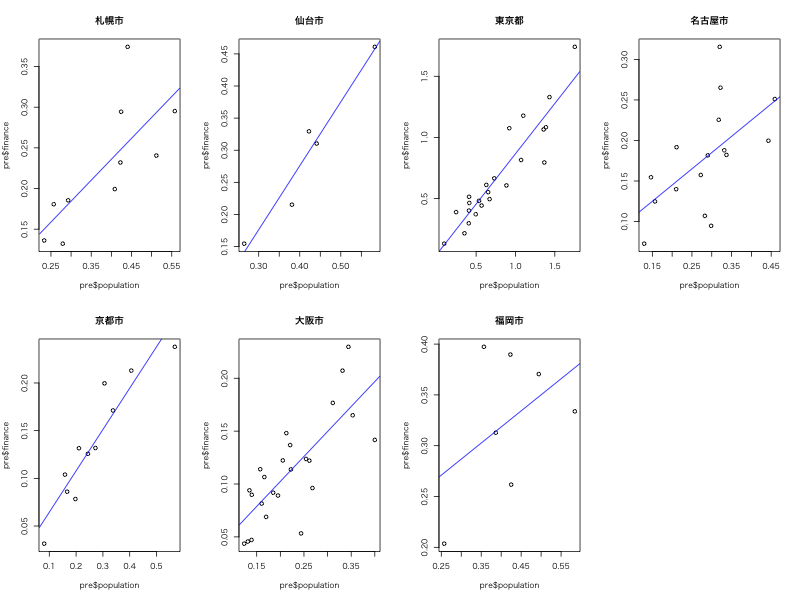 札幌市
pre$finance
0.15 0.20 0.25 0.30 0.35
0.25 0.35 0.45 0.55
pre$population
仙台市
pre$finance
0.15 0.20 0.25 0.30 0.35 0.40 0.45
0.30 0.40 0.50
pre$population
東京都
pre$finance
0.5 1.0 1.5
0.5 1.0 1.5
pre$population
名古屋市
pre$finance
0.10 0.15 0.20 0.25 0.30
0.15 0.25 0.35 0.45
pre$population
京都市
pre$finance
0.05 0.10 0.15 0.20
0.1 0.2 0.3 0.4 0.5
pre$population
大阪市
pre$finance
0.05 0.10 0.15 0.20
0.15 0.25 0.35
pre$population
福岡市
pre$finance
0.20 0.25 0.30 0.35 0.40
0.25 0.35 0.45 0.55
pre$population